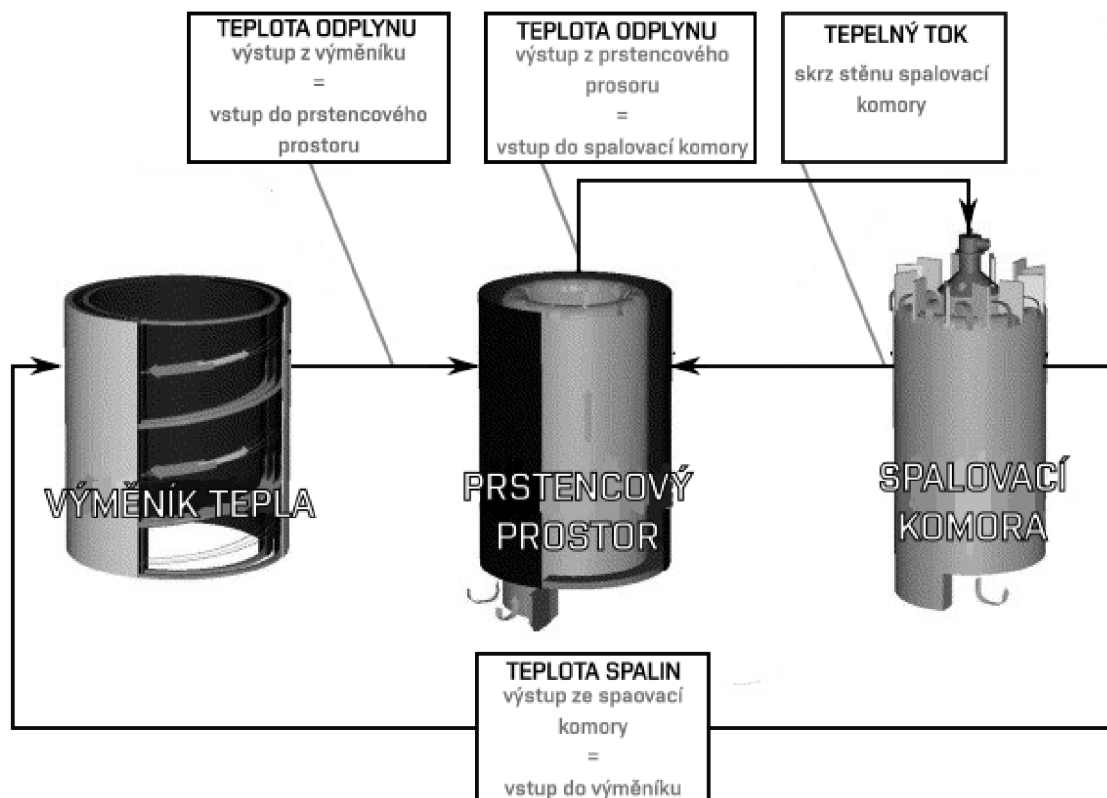 TEPLOTA ODPLYNU
výstup z výměníku
=
vstup do prstencového
prostoru
TEPLOTA ODPLYNU
výstup z prstencového
prosoru
=
vstup do spalovací komory
TEPELNÝ TOK
skrz stěnu spalovací
komory
VÝMĚNÍK TEPLA
PRSTENCOVÝ
PROSTOR
SPALOVACÍ
KOMORA
TEPLOTA SPALIN
výstup ze spaovací
komory
=
vstup do výměníku